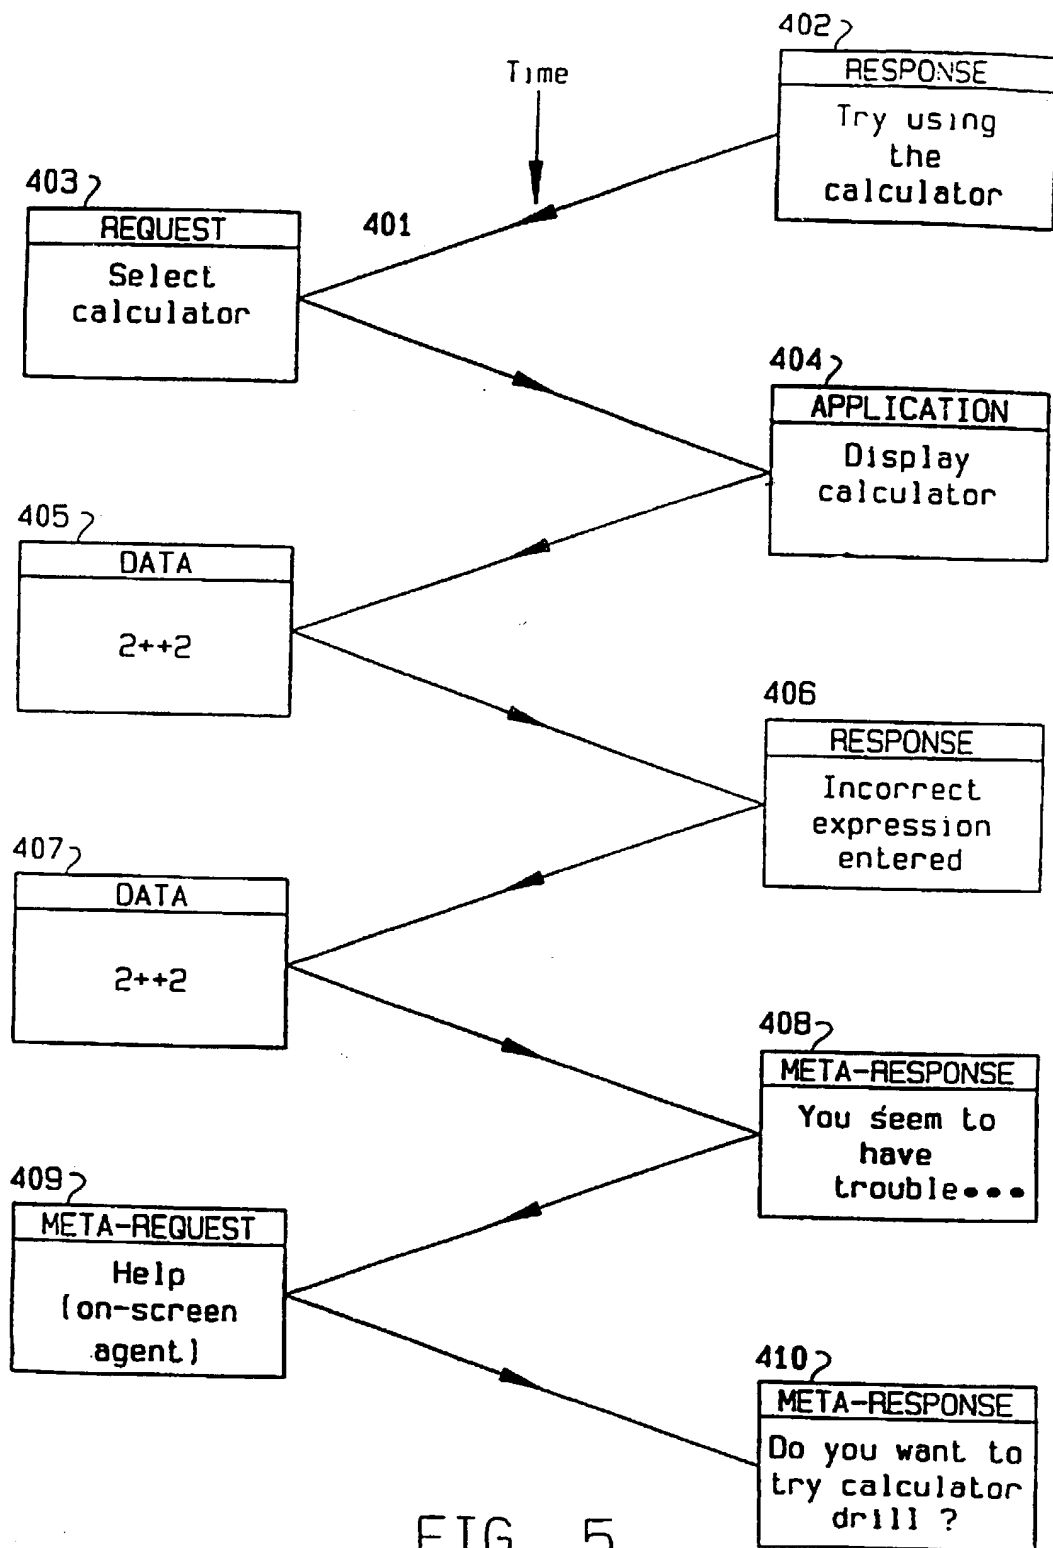 402
RESPONSE
Try using
the
calculator
Time
403
REQUEST
Select
calculator
401
404
APPLICATION
Display
calculator
405
DATA
2++2
406
RESPONSE
Incorrect
expression
entered
407
DATA
2++2
408
META-RESPONSE
You seem to
have
trouble•••
409
META-REQUEST
Help
(on-screen
agent)
410
META-RESPONSE
Do you want to
try calculator
drill ?
FIG. 5